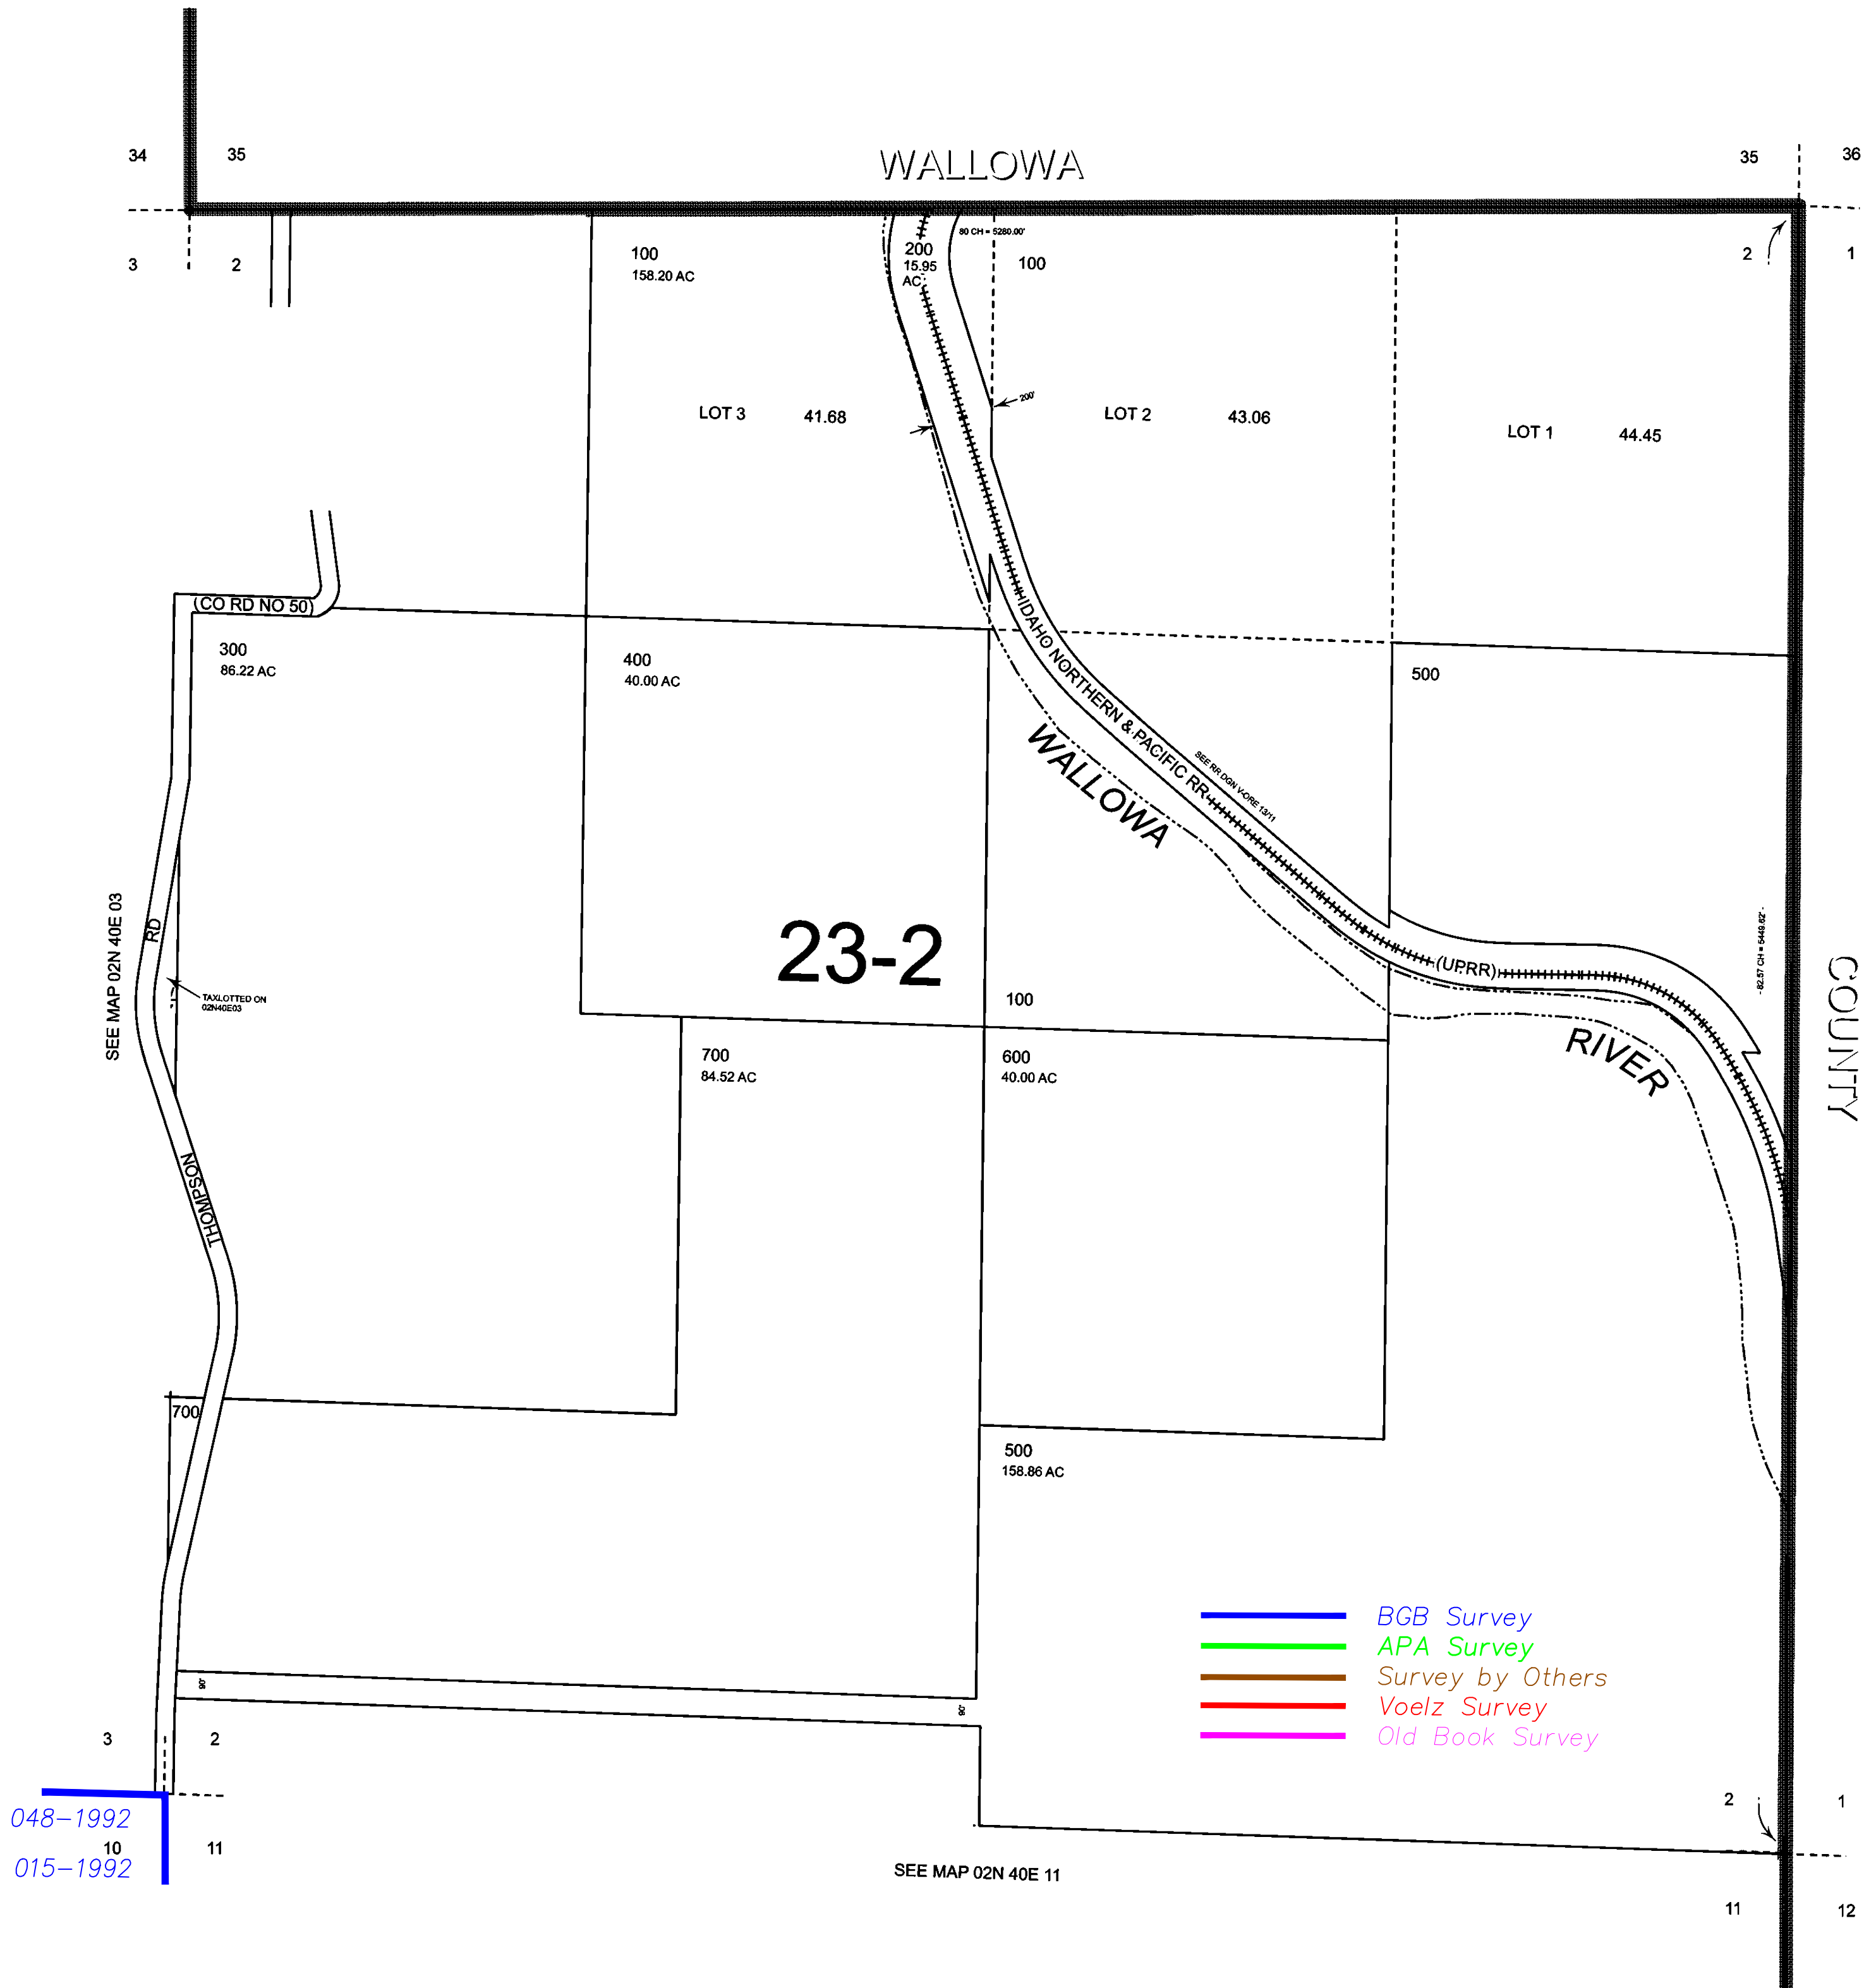 34
35
WALLOWA
35
36
3
2
100
158.20 AC
200
15.95
AC
80 CH = 5280.00'
100
2
1
LOT 3
41.68
200'
LOT 2
43.06
LOT 1
44.45
(CO RD NO 50)
300
86.22 AC
400
40.00 AC
500
IDAHO NORTHERN & PACIFIC RR
SEE RR DGN V-ORE 13/11
WALLOWA
SEE MAP 02N 40E 03
RD
TAXLOTTED ON
02N40E03
23-2
(UPRR)
- 82.57 CH = 5449.62' -
COUNTY
100
RIVER
700
84.52 AC
600
40.00 AC
THOMPSON
700
500
158.86 AC
BGB Survey
APA Survey
Survey by Others
Voelz Survey
Old Book Survey
3
2
048-1992
10
11
015-1992
2
1
SEE MAP 02N 40E 11
11
12